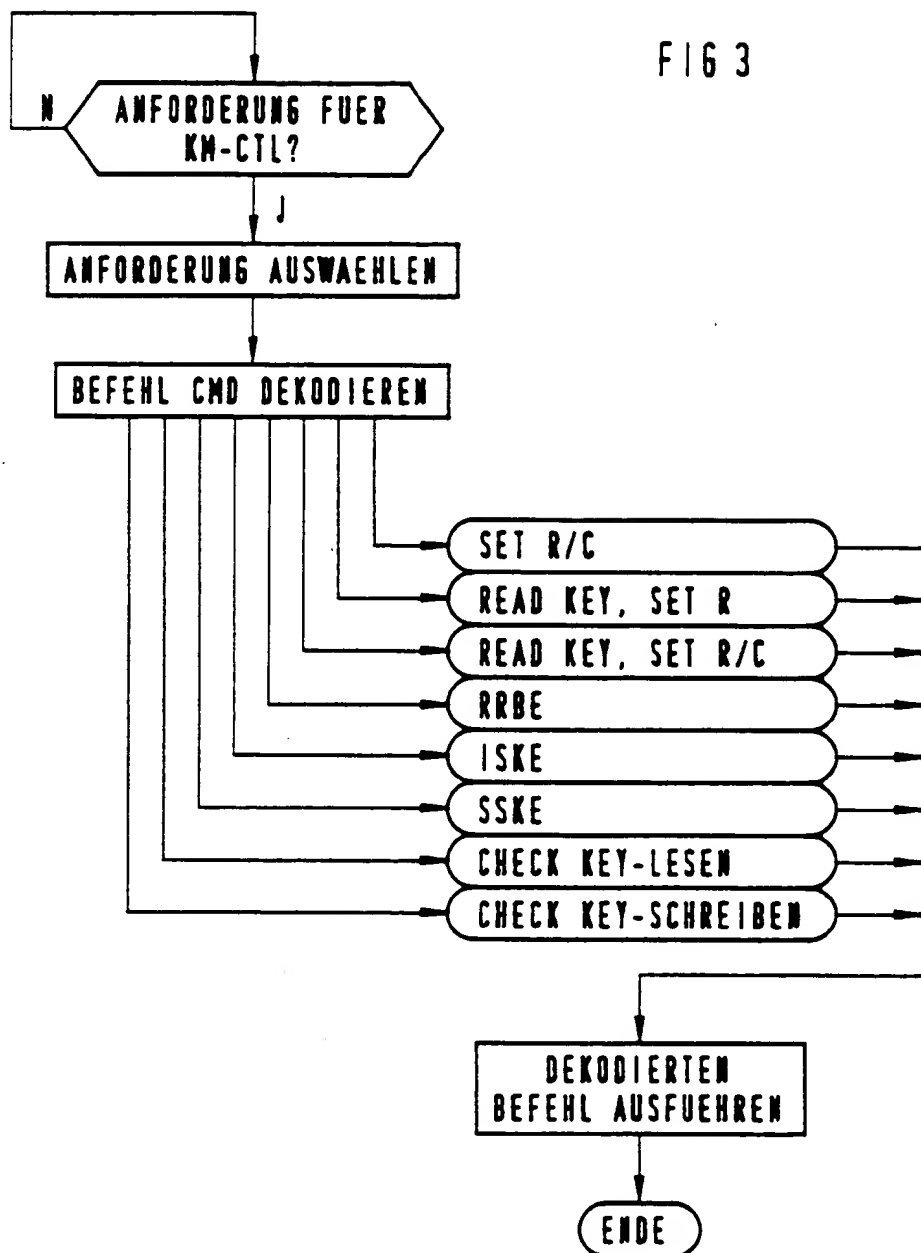 FIG 3
N
ANFORDERUNG FUER
KM-CTL?
J
ANFORDERUNG AUSWAEHLEN
BEFEHL CMD DEKODIEREN
SET R/C
READ KEY, SET R
READ KEY, SET R/C
RRBE
ISKE
SSKE
CHECK KEY-LESEN
CHECK KEY-SCHREIBEN
DEKODIERTEN
BEFEHL AUSFUEHREN
ENDE